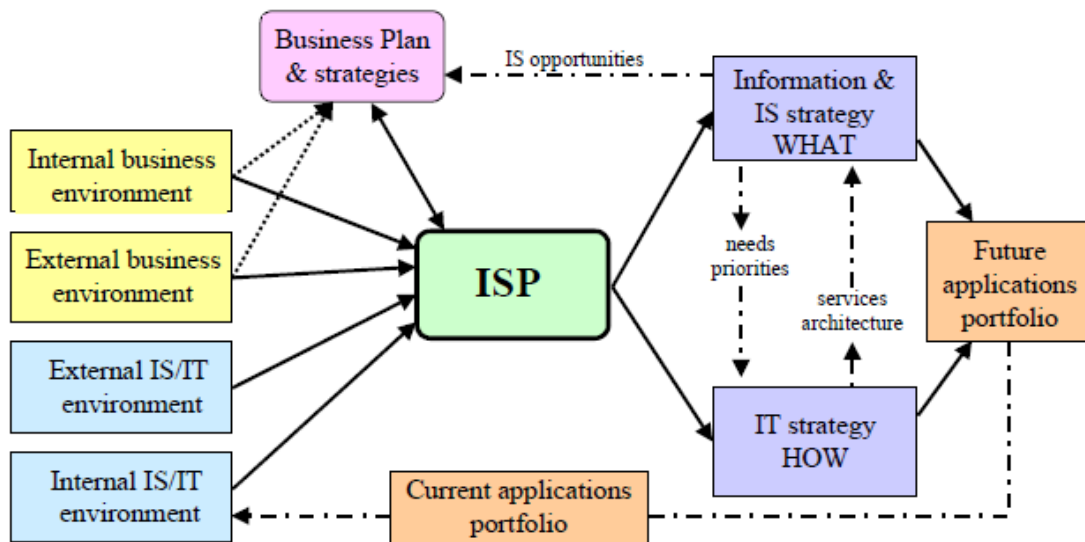 Business Plan
& strategies
IS opportunities
Information &
IS strategy
WHAT
Internal business
environment
External business
environment
ISP
needs
priorities
services
architecture
Future
applications
portfolio
External IS/IT
environment
IT strategy
HOW
Internal IS/IT
environment
Current applications
portfolio